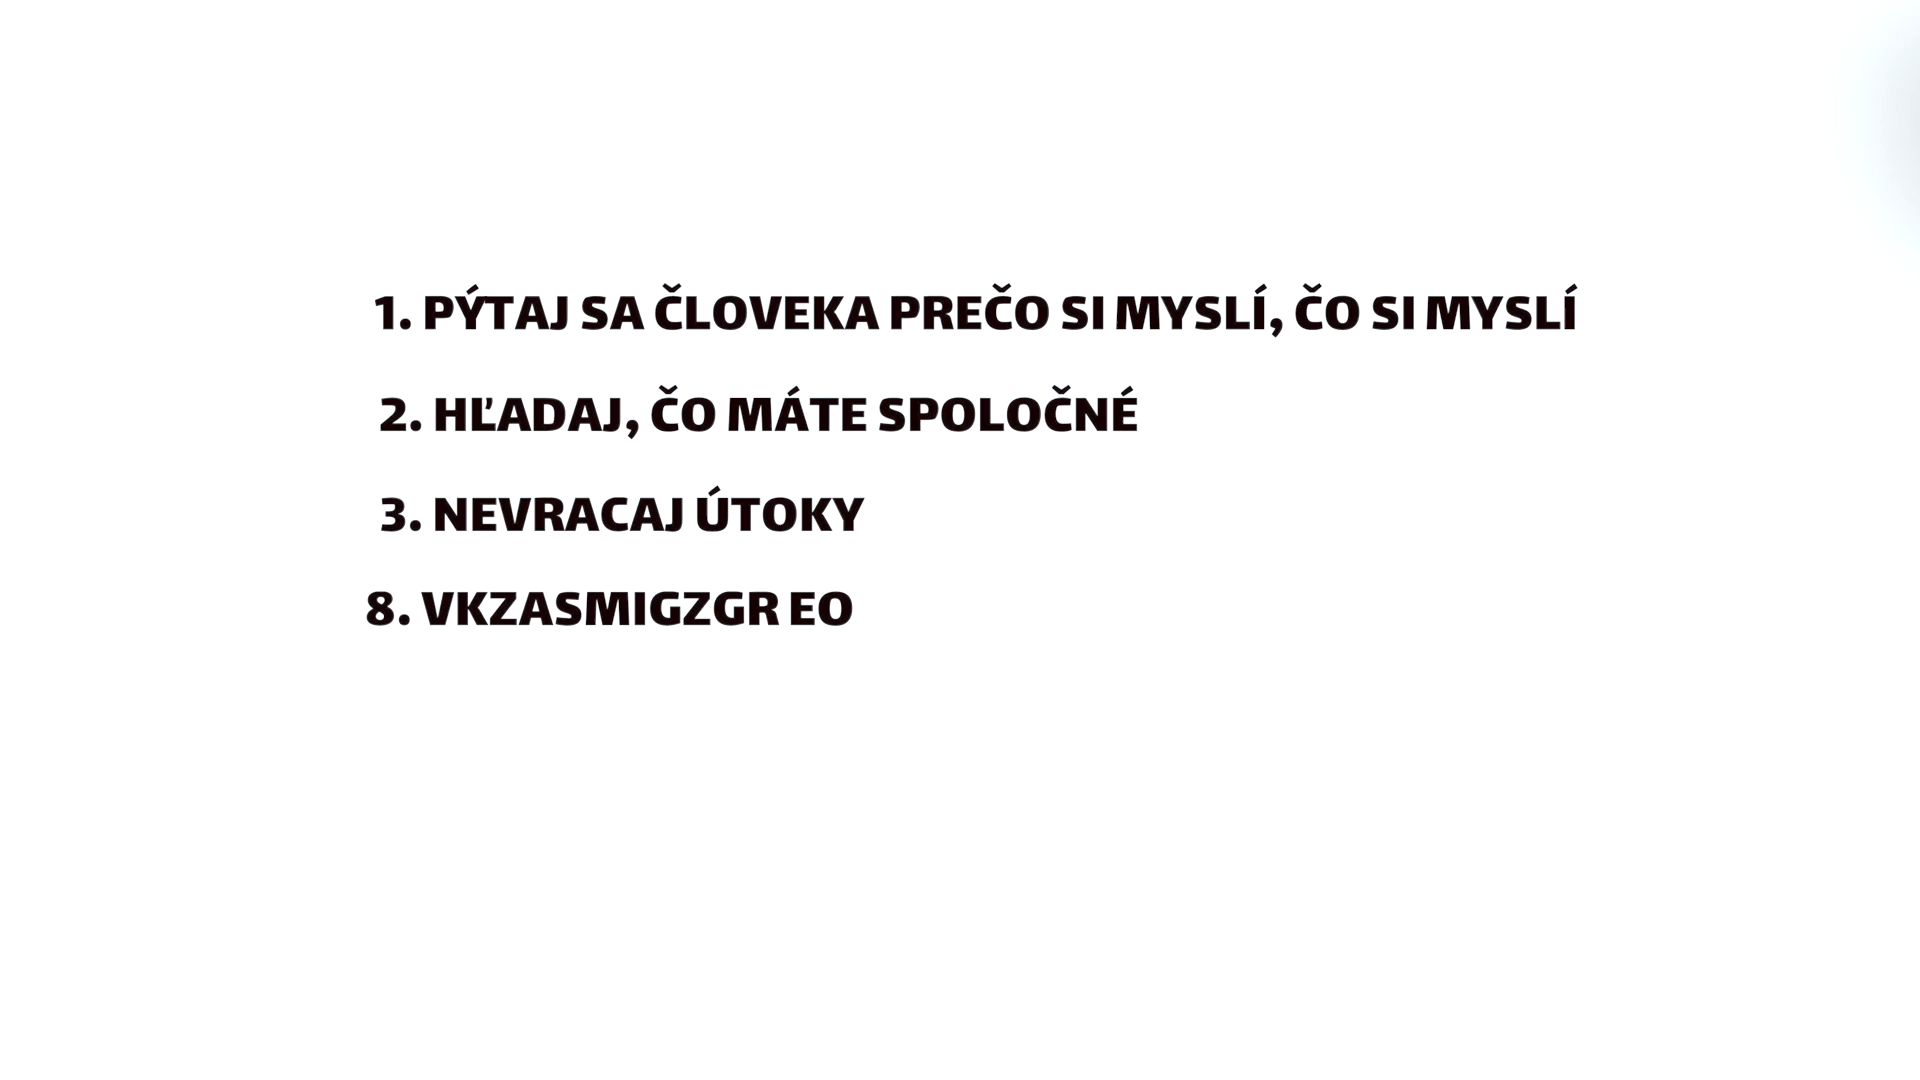 1. PÝTAJ SA ČLOVEKA PREČO SI MYSLÍ, ČO SI MYSLÍ
2. HĽADAJ, ČO MÁTE SPOLOČNÉ
3. NEVRACAJ ÚTOKY
8. VKZASMIGZGR EO